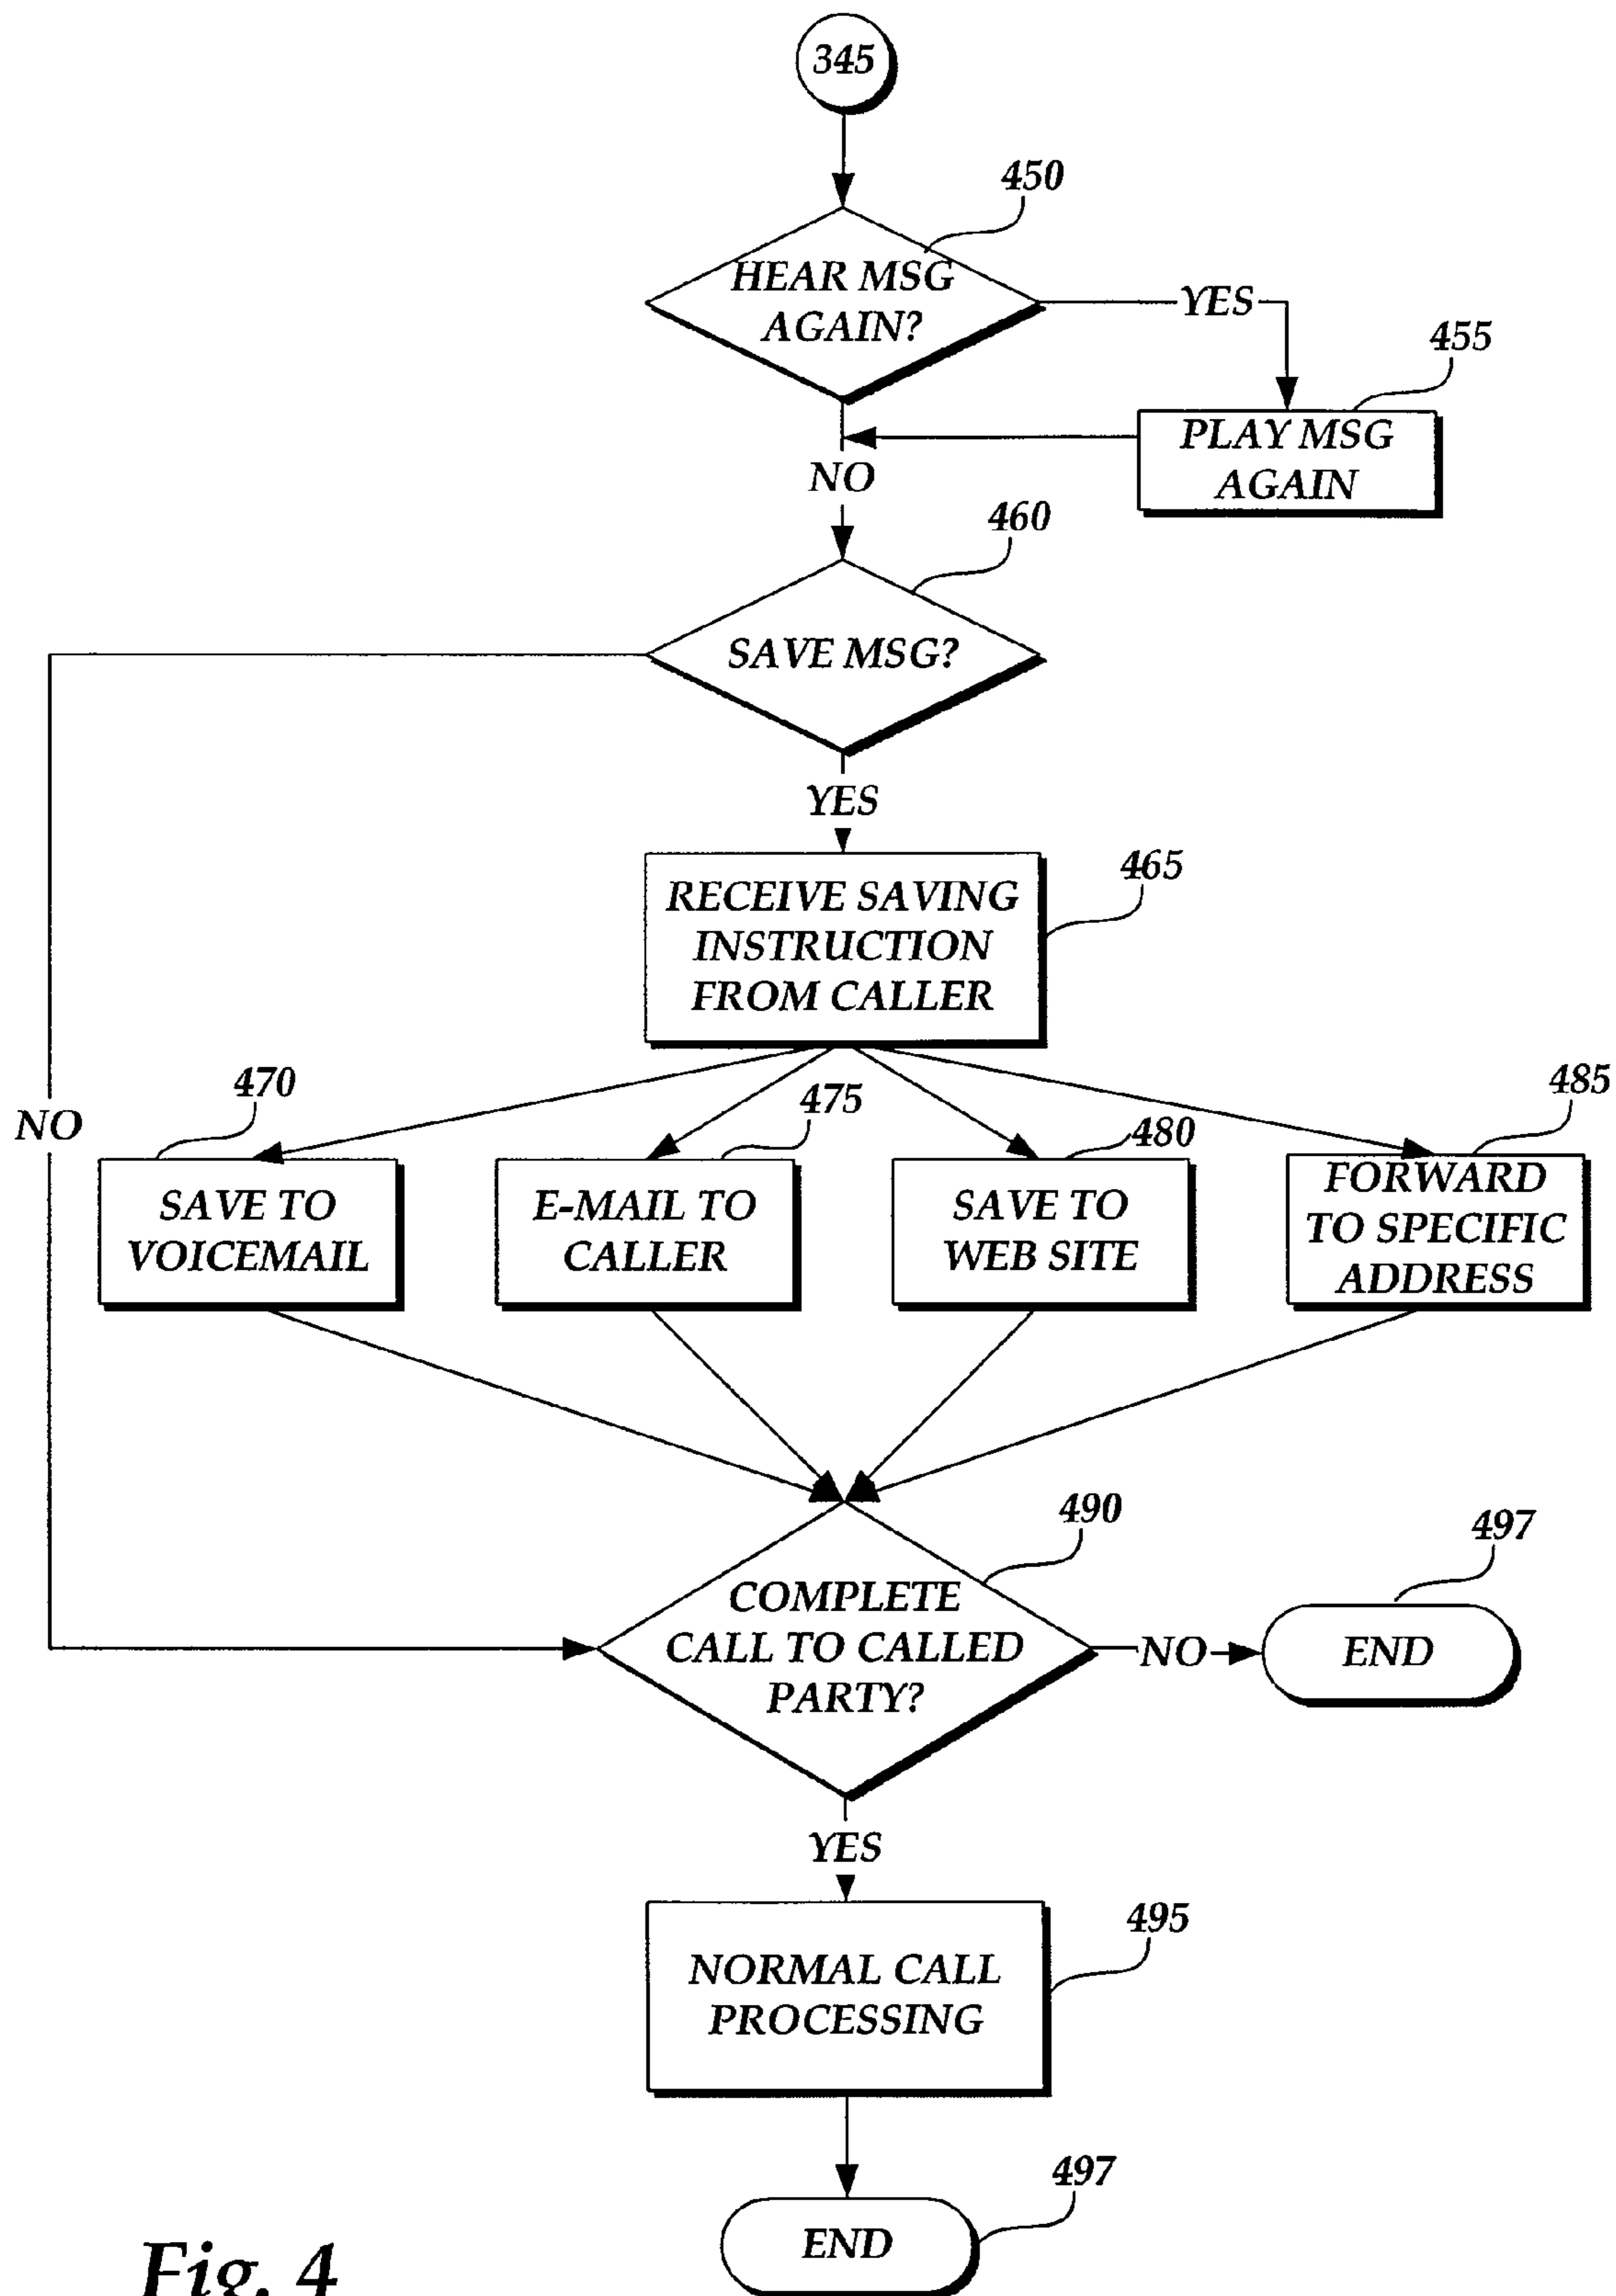 345
450
HEAR MSG
AGAIN?
YES
455
PLAY MSG
AGAIN
NO
460
SAVE MSG?
YES
465
RECEIVE SAVING
INSTRUCTION
FROM CALLER
NO
470
475
480
485
SAVE TO
VOICEMAIL
E-MAIL TO
CALLER
SAVE TO
WEB SITE
FORWARD
TO SPECIFIC
ADDRESS
490
COMPLETE
CALL TO CALLED
PARTY?
NO
497
END
YES
495
NORMAL CALL
PROCESSING
497
END
Fig. 4